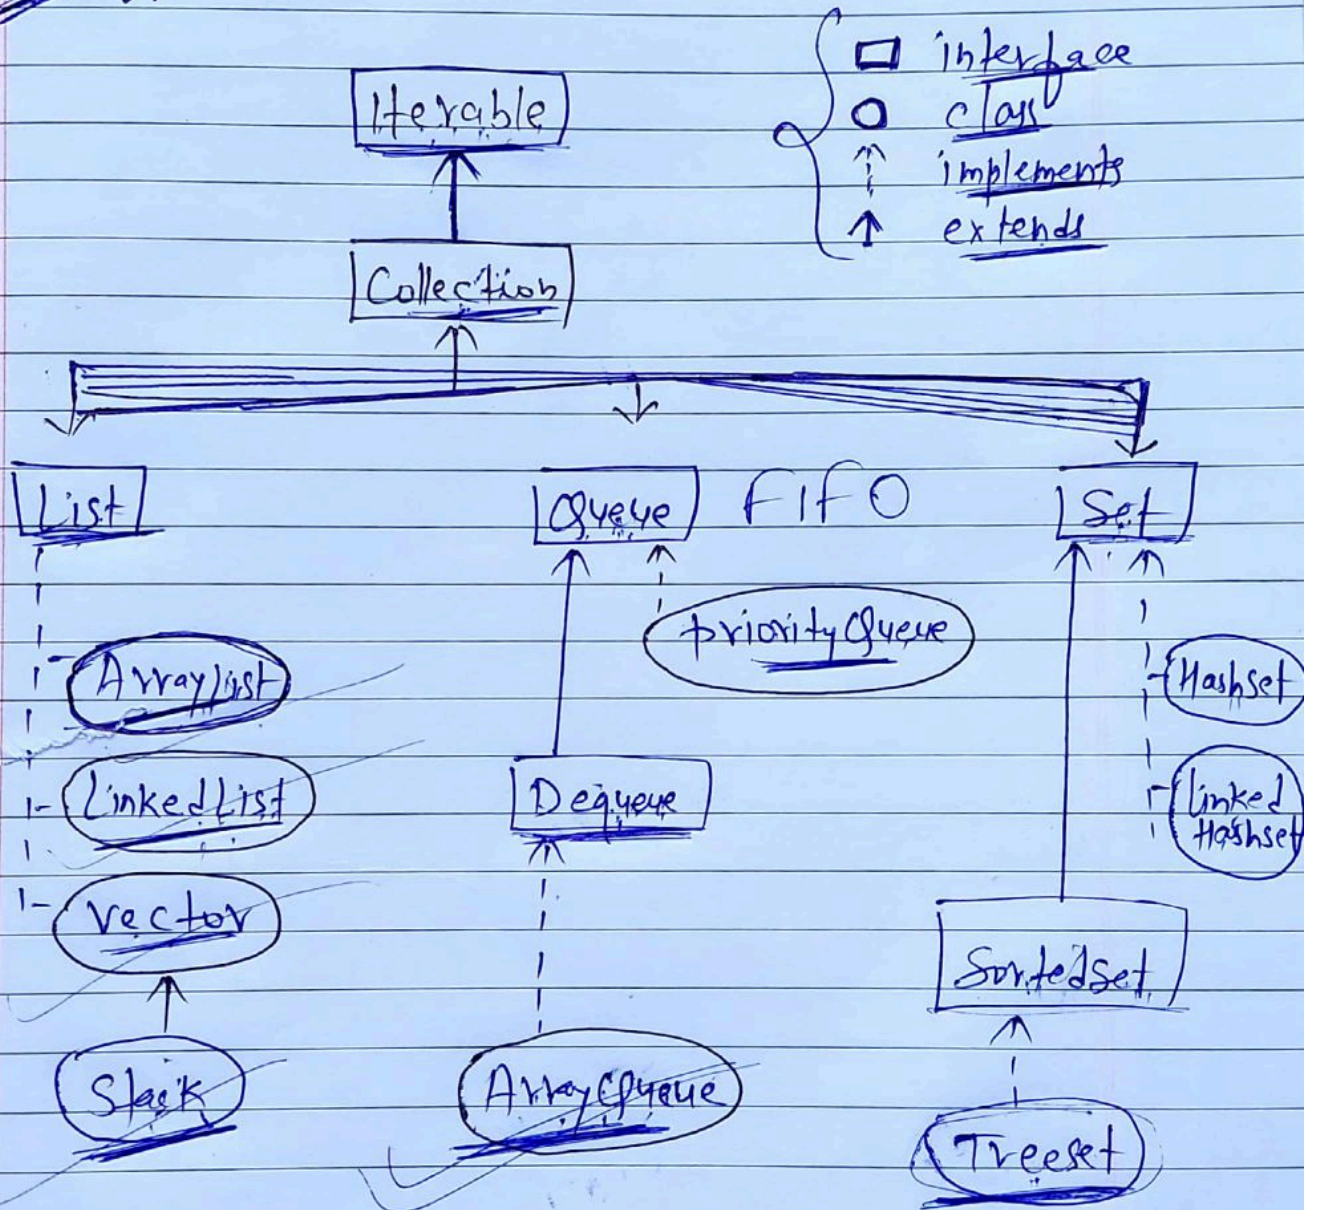 Iterable
interface
class
implements
extends
Collection
List
Queue
FIFO
Set
priorityQueue
ArrayList
Hashset
LinkedList
Dequeue
Linked
Hashset
vector
SortedSet
Stack
ArrayQueue
Treeset